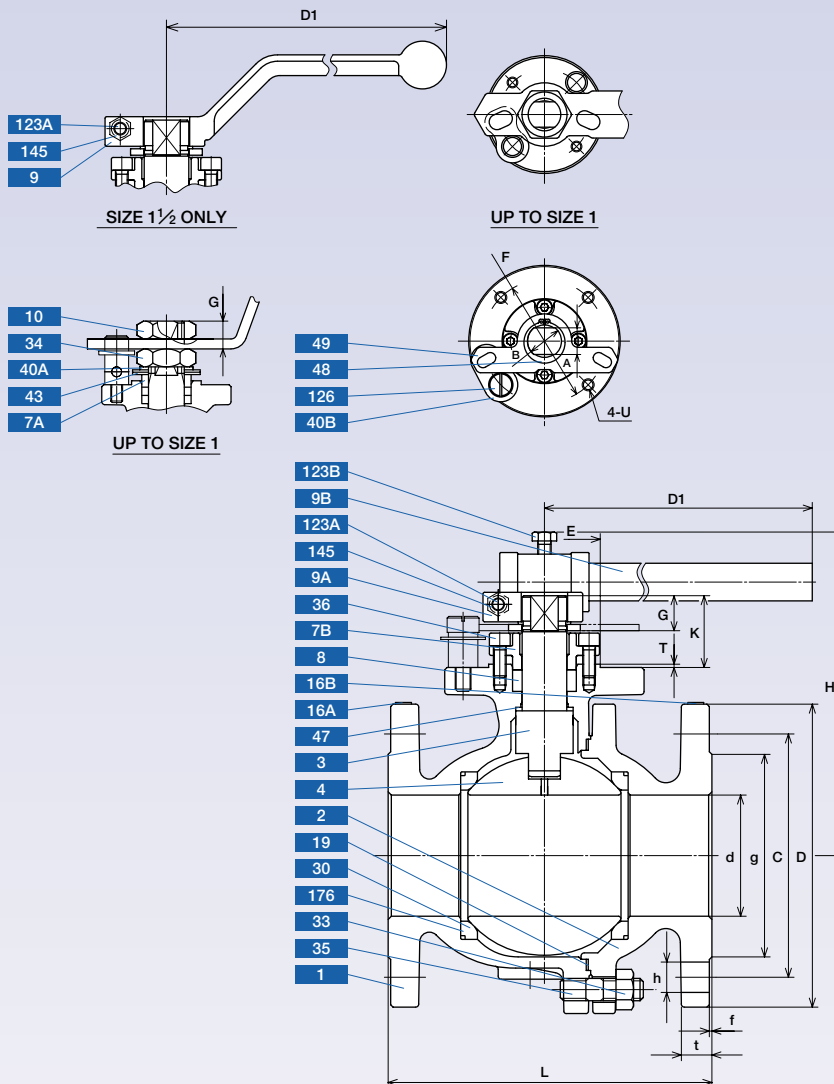 D1
123A
145
9
SIZE 1½ ONLY
UP TO SIZE 1
G
10
34
40A
43
7A
UP TO SIZE 1
F
49
48
126
40B
B
A
4-U
123B
9B
123A
145
9A
36
7B
8
16B
16A
47
3
4
2
19
30
176
33
35
1
D1
E
G
K
T
H
d
g
C
D
h
f
t
L